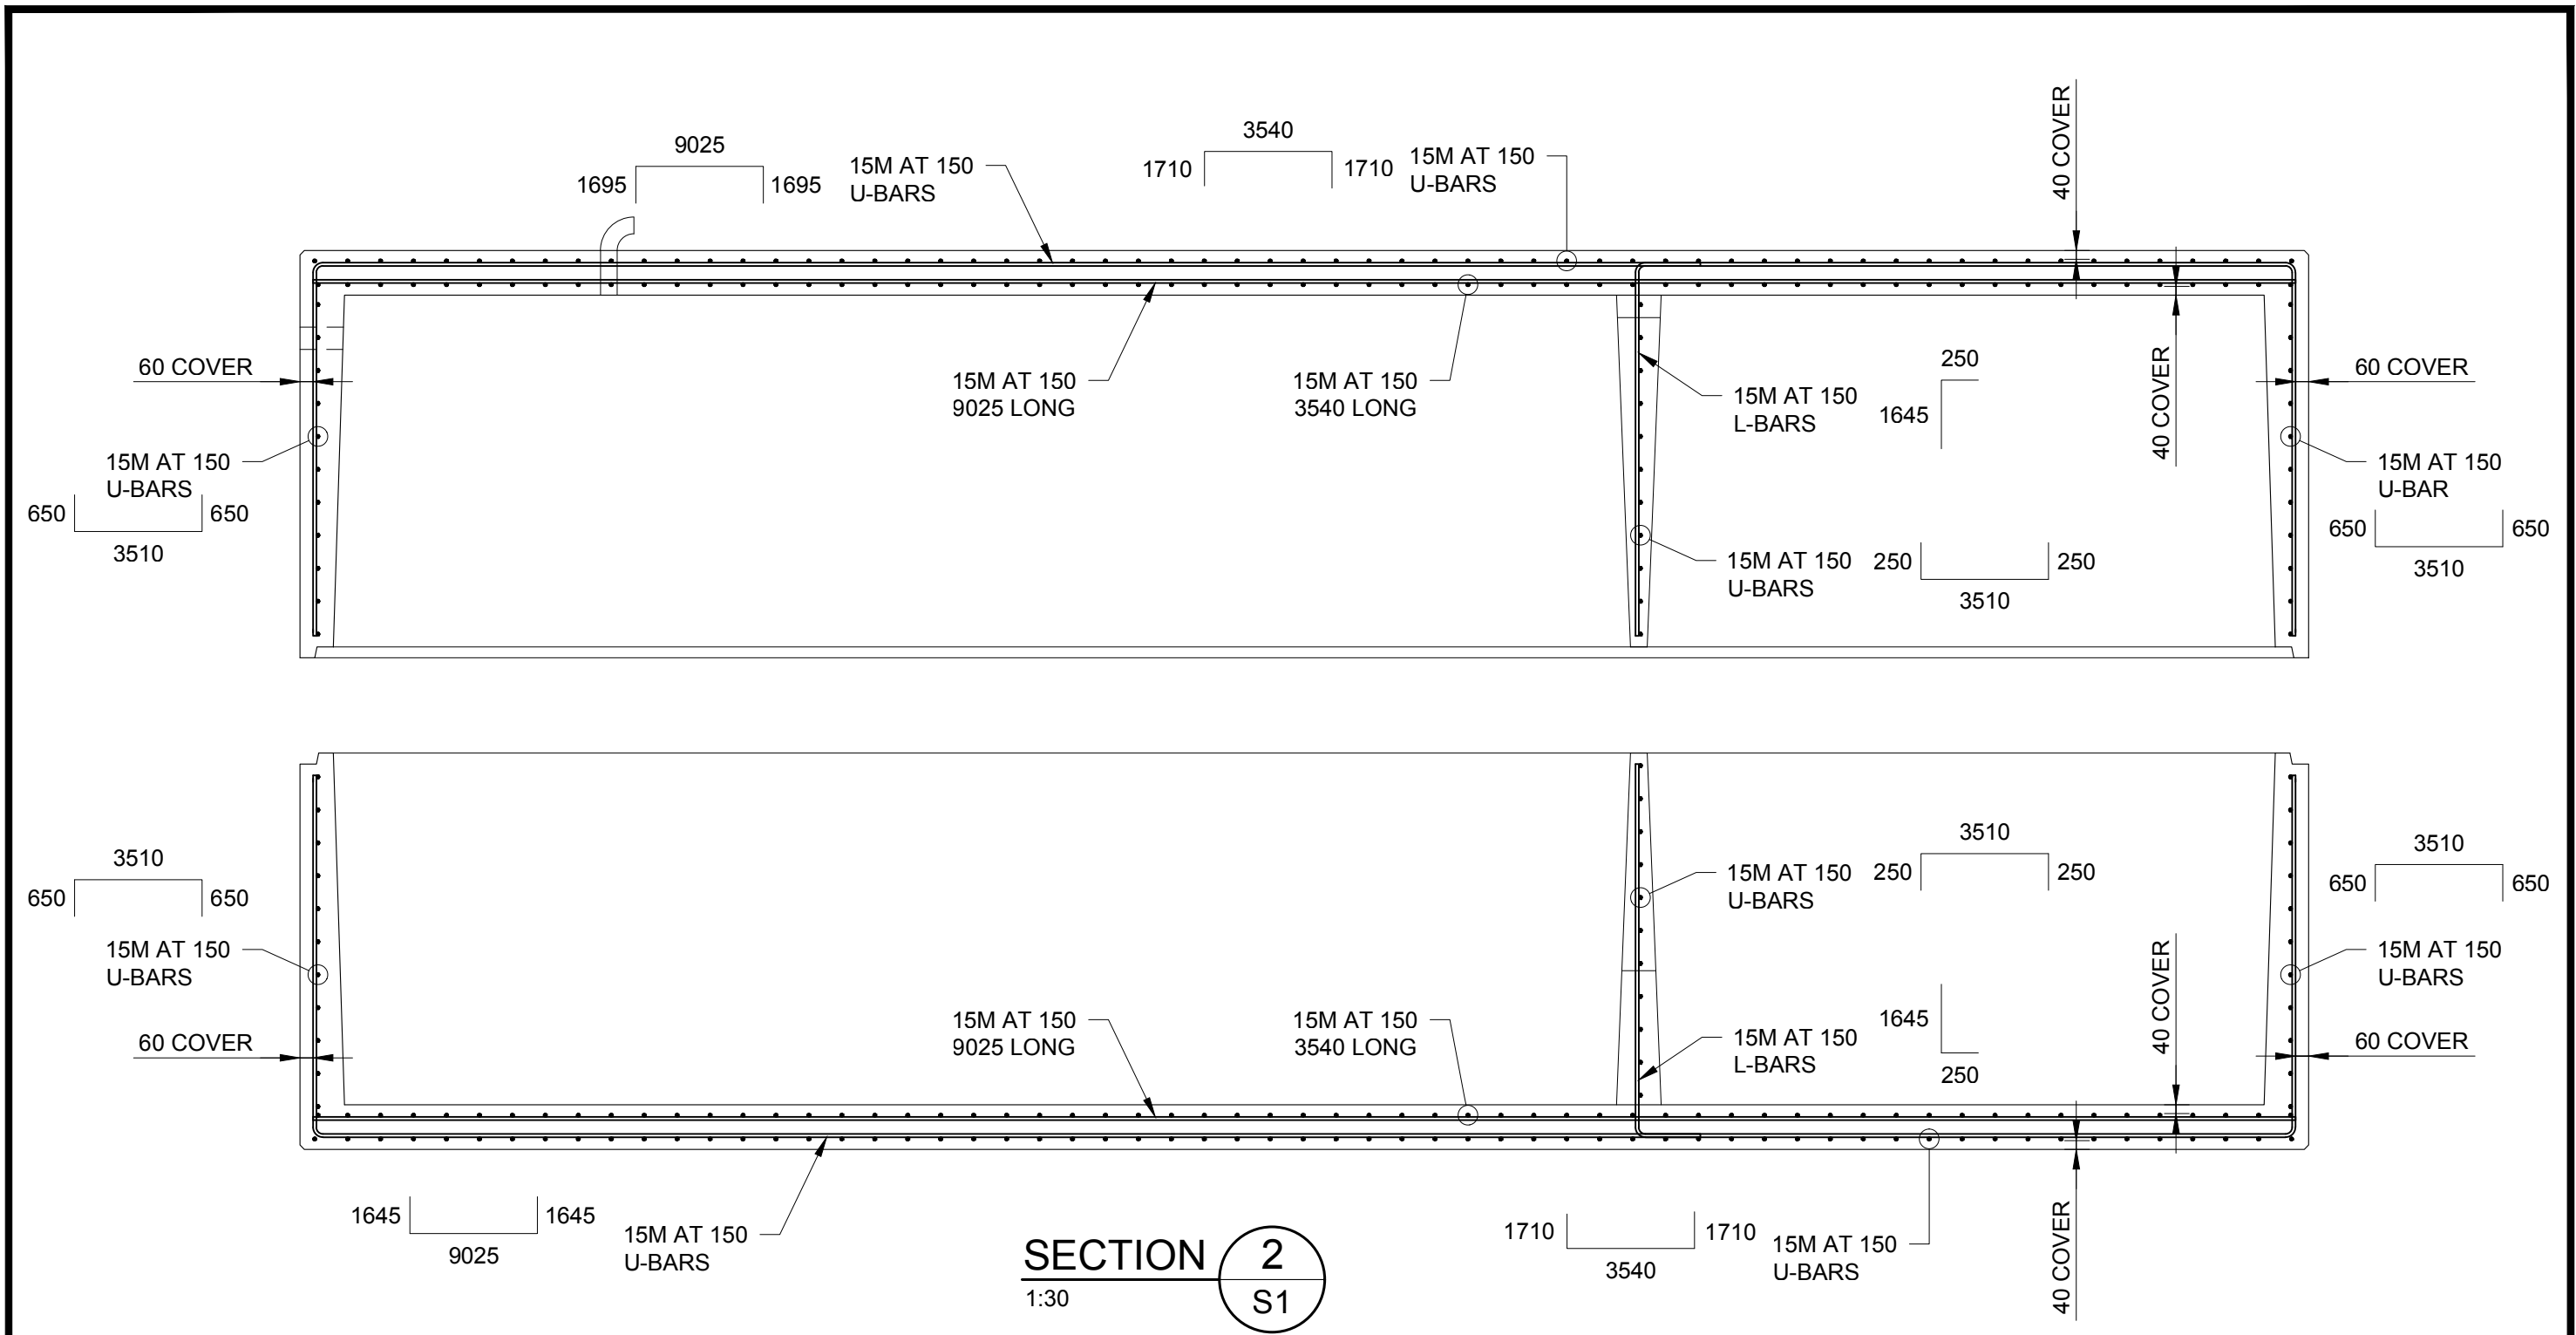 40 COVER
9025
1695
1695
15M AT 150
U-BARS
3540
1710
1710
15M AT 150
U-BARS
60 COVER
15M AT 150
9025 LONG
15M AT 150
3540 LONG
15M AT 150
L-BARS
250
1645
40 COVER
60 COVER
15M AT 150
U-BARS
650
650
3510
15M AT 150
U-BARS
250
250
3510
15M AT 150
U-BAR
650
650
3510
3510
650
650
15M AT 150
U-BARS
60 COVER
15M AT 150
9025 LONG
15M AT 150
3540 LONG
15M AT 150
U-BARS
3510
250
250
15M AT 150
L-BARS
1645
250
40 COVER
3510
650
650
15M AT 150
U-BARS
60 COVER
1645
1645
9025
15M AT 150
U-BARS
SECTION
1:30
2
S1
1710
1710
3540
15M AT 150
U-BARS
40 COVER